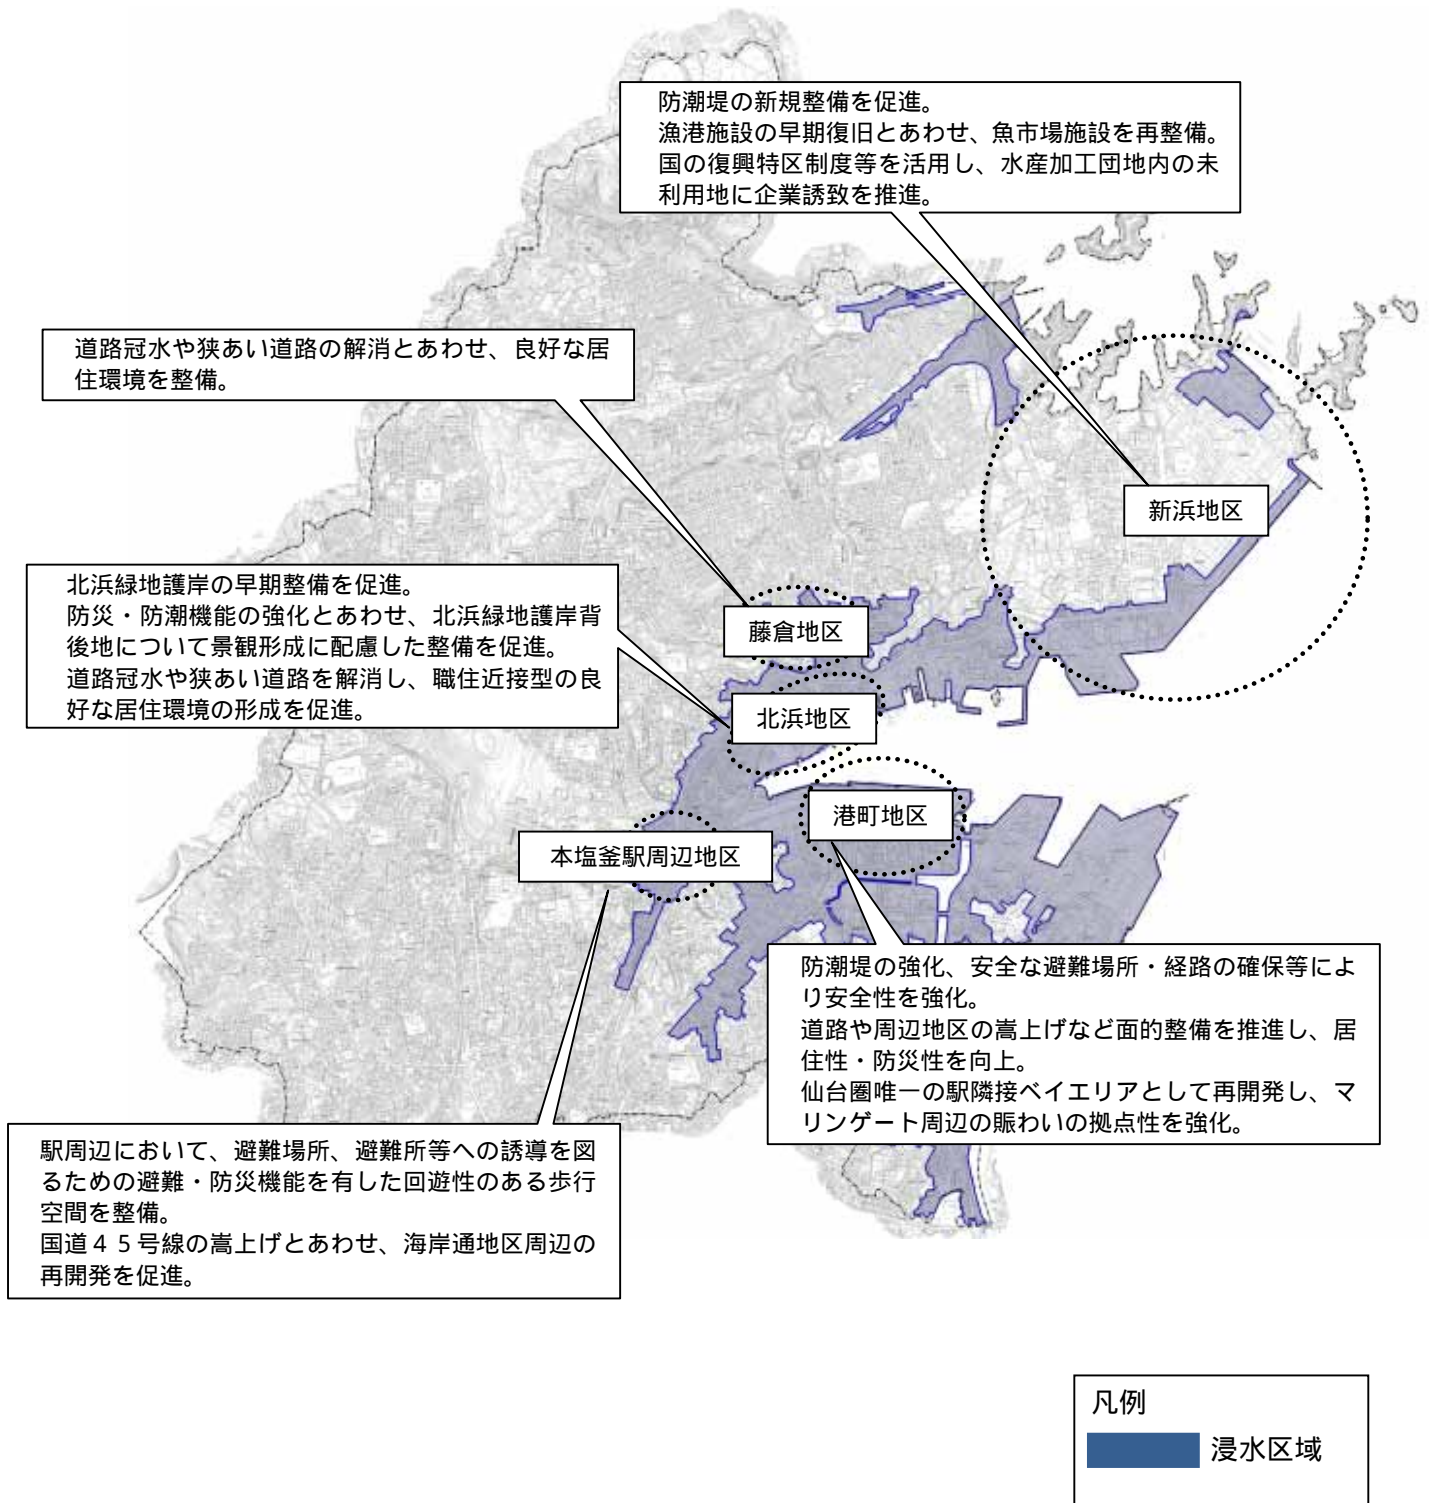 防潮堤の新規整備を促進。
漁港施設の早期復旧とあわせ、魚市場施設を再整備。
国の復興特区制度等を活用し、水産加工団地内の未
利用地に企業誘致を推進。
道路冠水や狭あい道路の解消とあわせ、良好な居
住環境を整備。
新浜地区
北浜緑地護岸の早期整備を促進。
防災・防潮機能の強化とあわせ、北浜緑地護岸背
後地について景観形成に配慮した整備を促進。
道路冠水や狭あい道路を解消し、職住近接型の良
好な居住環境の形成を促進。
藤倉地区
北浜地区
港町地区
本塩釜駅周辺地区
防潮堤の強化、安全な避難場所・経路の確保等によ
り安全性を強化。
道路や周辺地区の嵩上げなど面的整備を推進し、居
住性・防災性を向上。
仙台圏唯一の駅隣接ベイエリアとして再開発し、マ
リンゲート周辺の賑わいの拠点性を強化。
駅周辺において、避難場所、避難所等への誘導を図
るための避難・防災機能を有した回遊性のある歩行
空間を整備。
国道４５号線の嵩上げとあわせ、海岸通地区周辺の
再開発を促進。
凡例
浸水区域